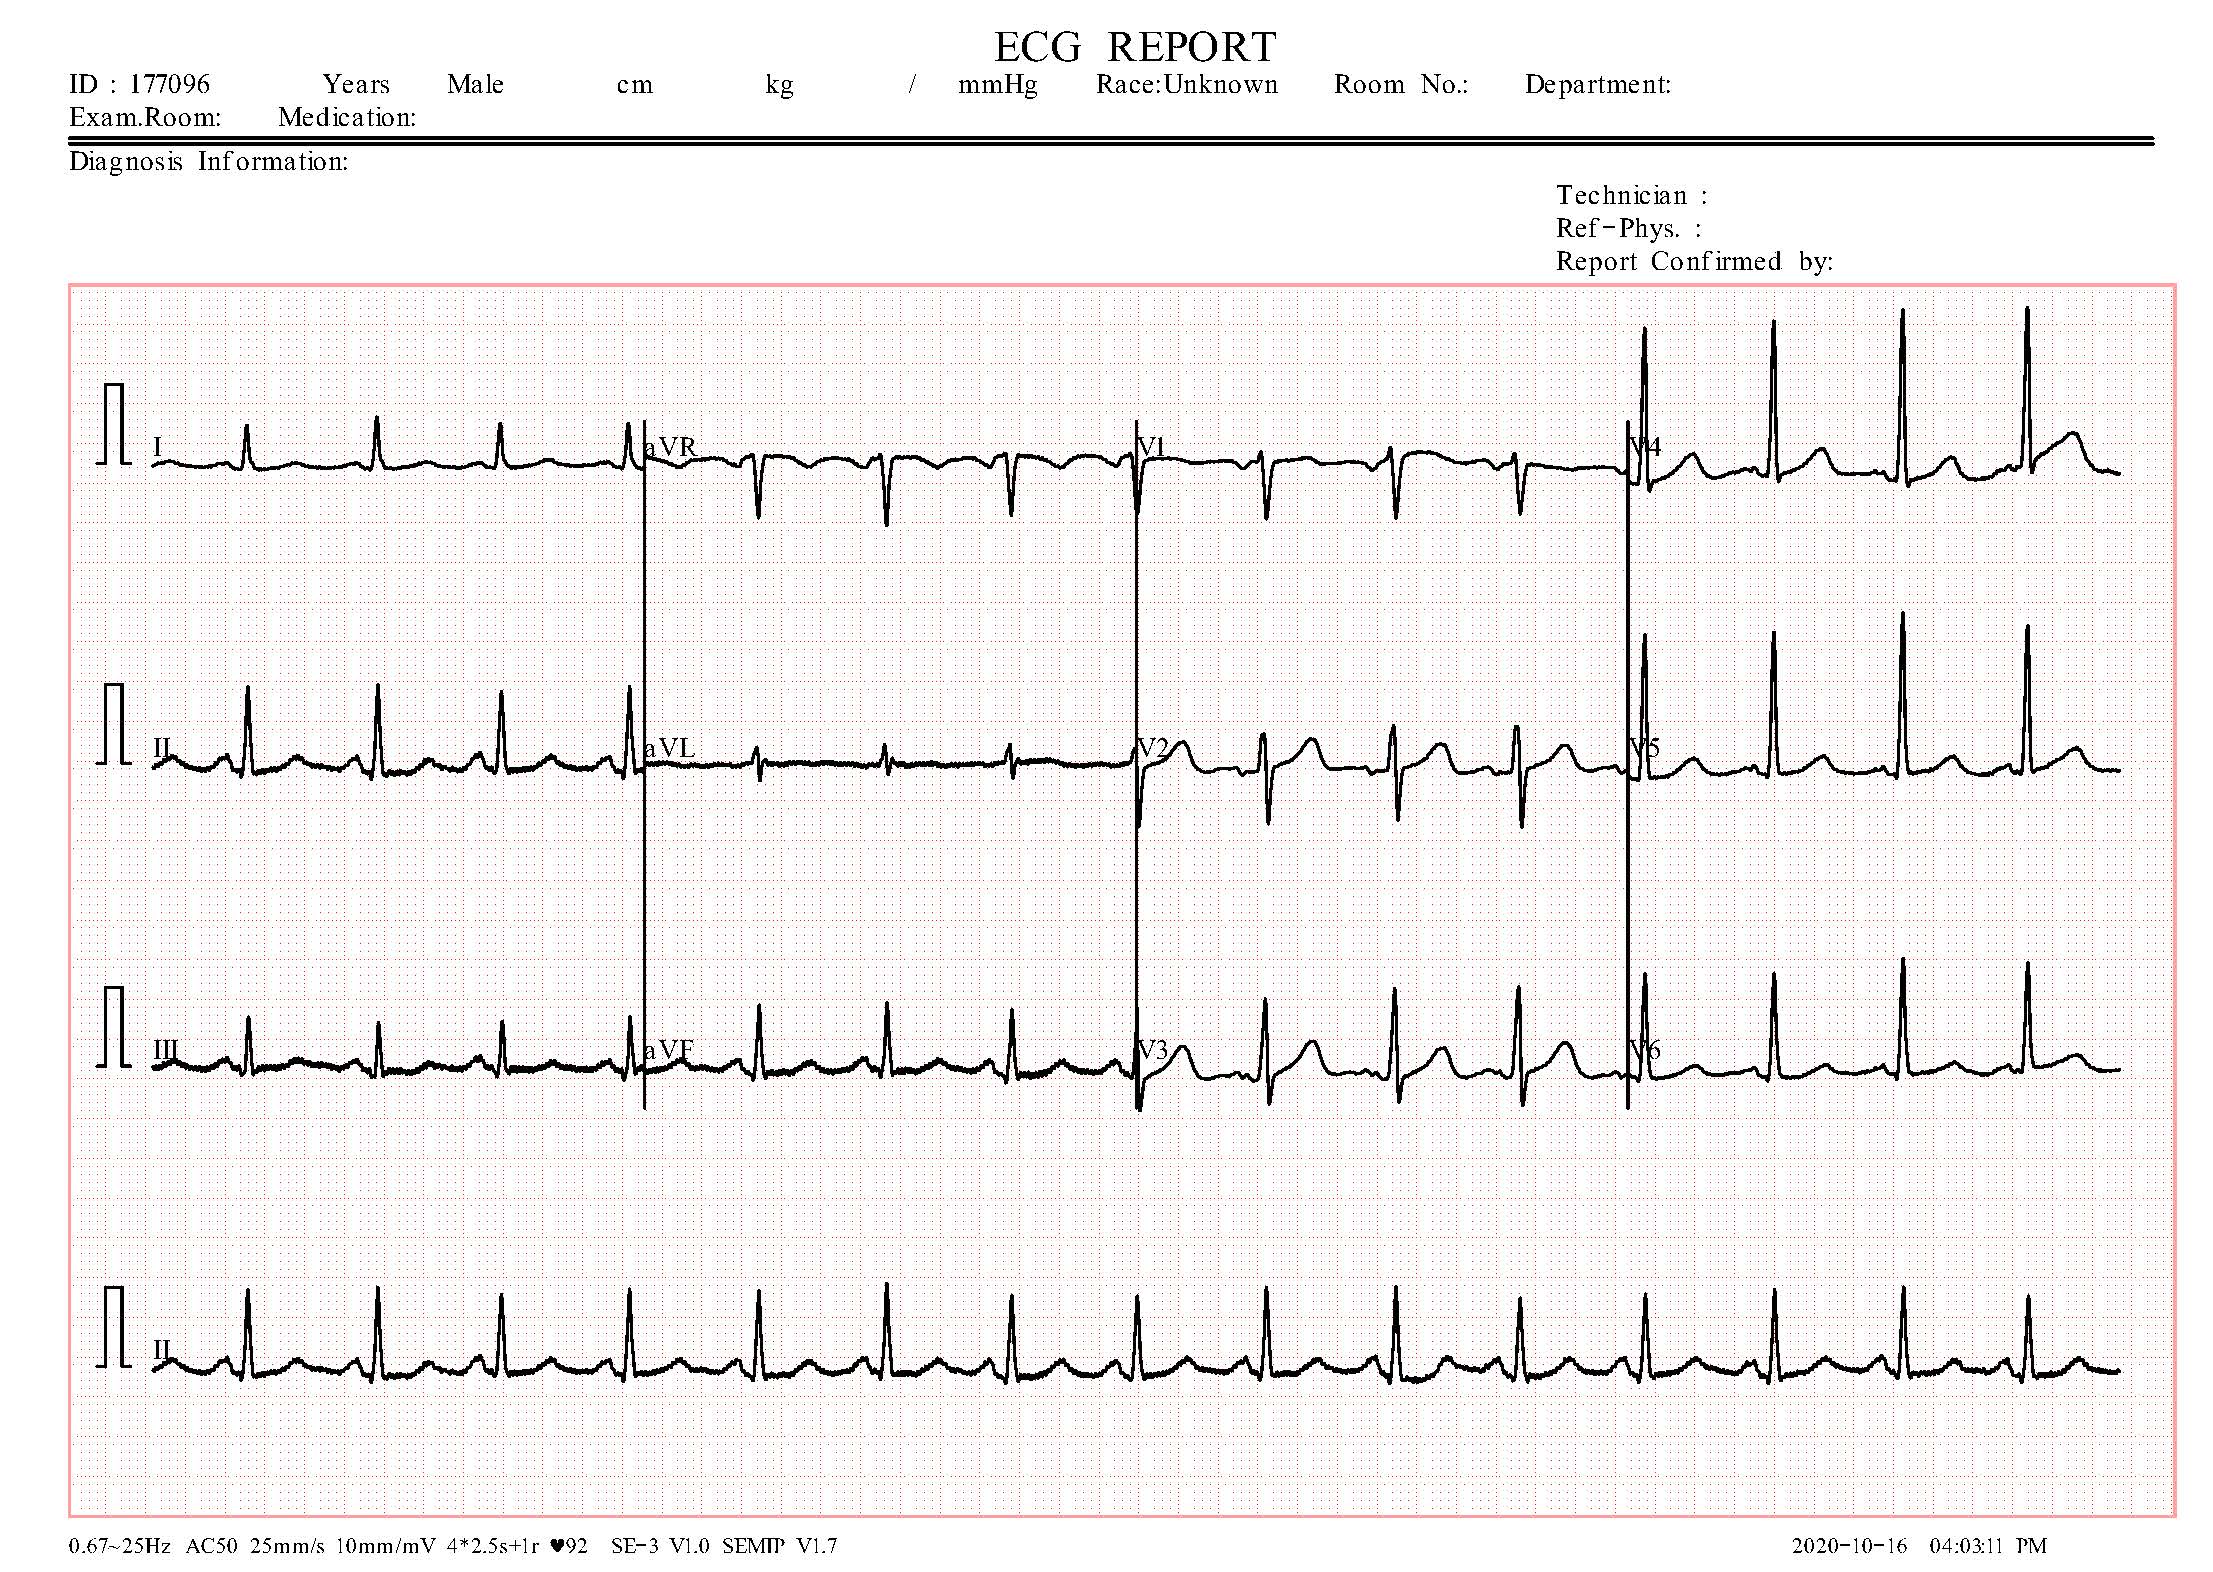 ECG REPORT
ID : 177096 Years Male cm kg / mmHg Race:Unknown Room No.: Department:
Exam.Room: Medication:
Diagnosis Information:
Technician :
Ref-Phys. :
Report Confirmed by:
I aVR V1 V4
II aVL V2 V5
III aVF V3 V6
II
0.67~25Hz AC50 25mm/s 10mm/mV 4*2.5s+1r ♥92 SE-3 V1.0 SEMIP V1.7 2020-10-16 04:03:11 PM